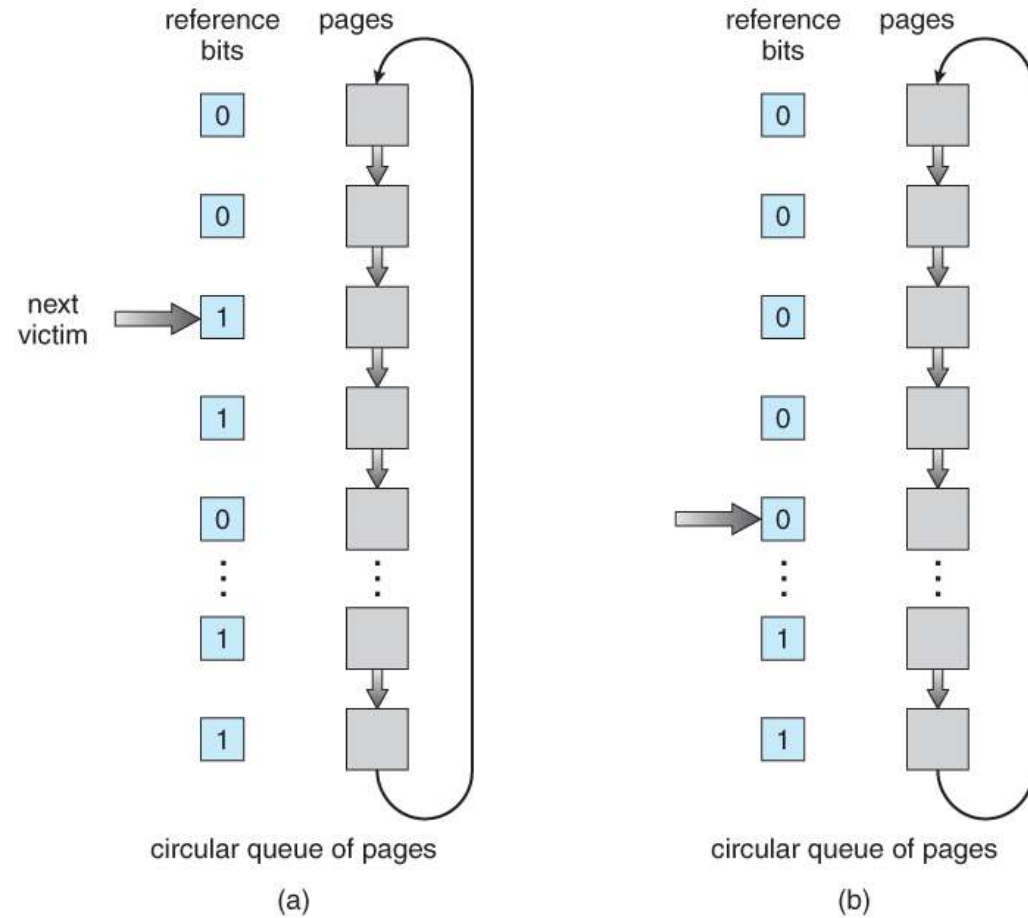 reference pages
bits
0
0
next
victim
1
1
0
1
1
circular queue of pages
(a)
reference pages
bits
0
0
0
0
0
1
1
circular queue of pages
(b)